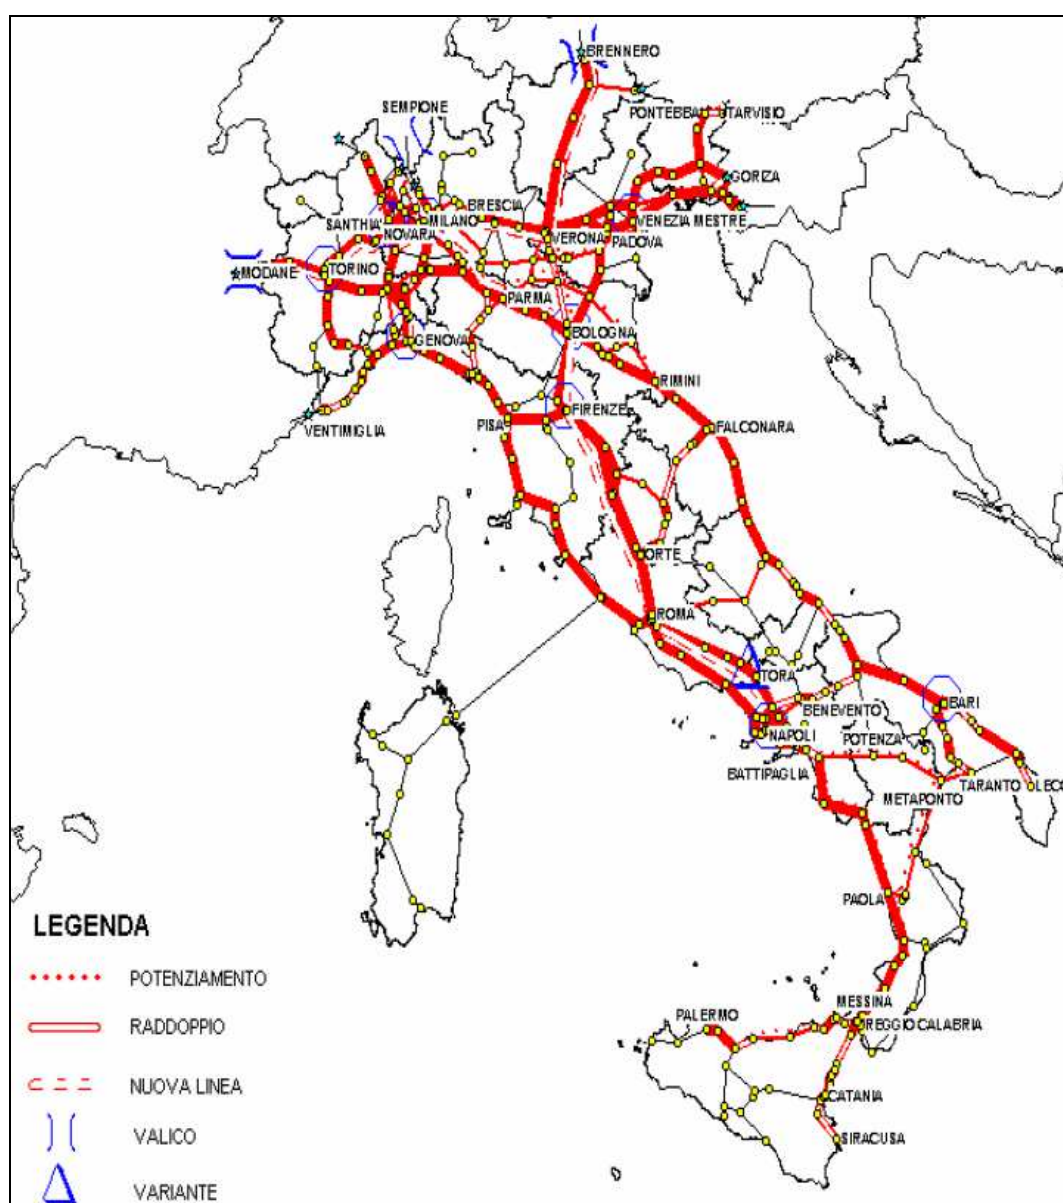 BRENNERO
PONTEBBA
TARVISIO
SEMPIONE
GORIZA
BRESCIA
SANTHIA
MILANO
VENEZIA MESTRE
NOVARA
VERONA
PADOVA
MODANE
TORINO
PARMA
BOLOGNA
GENOVA
RIMINI
FIRENZE
PISA
VENTIMIGLIA
FALCONARA
ORTE
ROMA
TORA
BENEVENTO
BARI
NAPOLI
POTENZA
BATTIPAGLIA
TARANTO
LECC
METAPONTO
PAOLA
LEGENDA
POTENZIAMENTO
MESSINA
PALERMO
REGGIO CALABRIA
RADDOPPIO
NUOVA LINEA
CATANIA
VALICO
SIRACUSA
VARIANTE